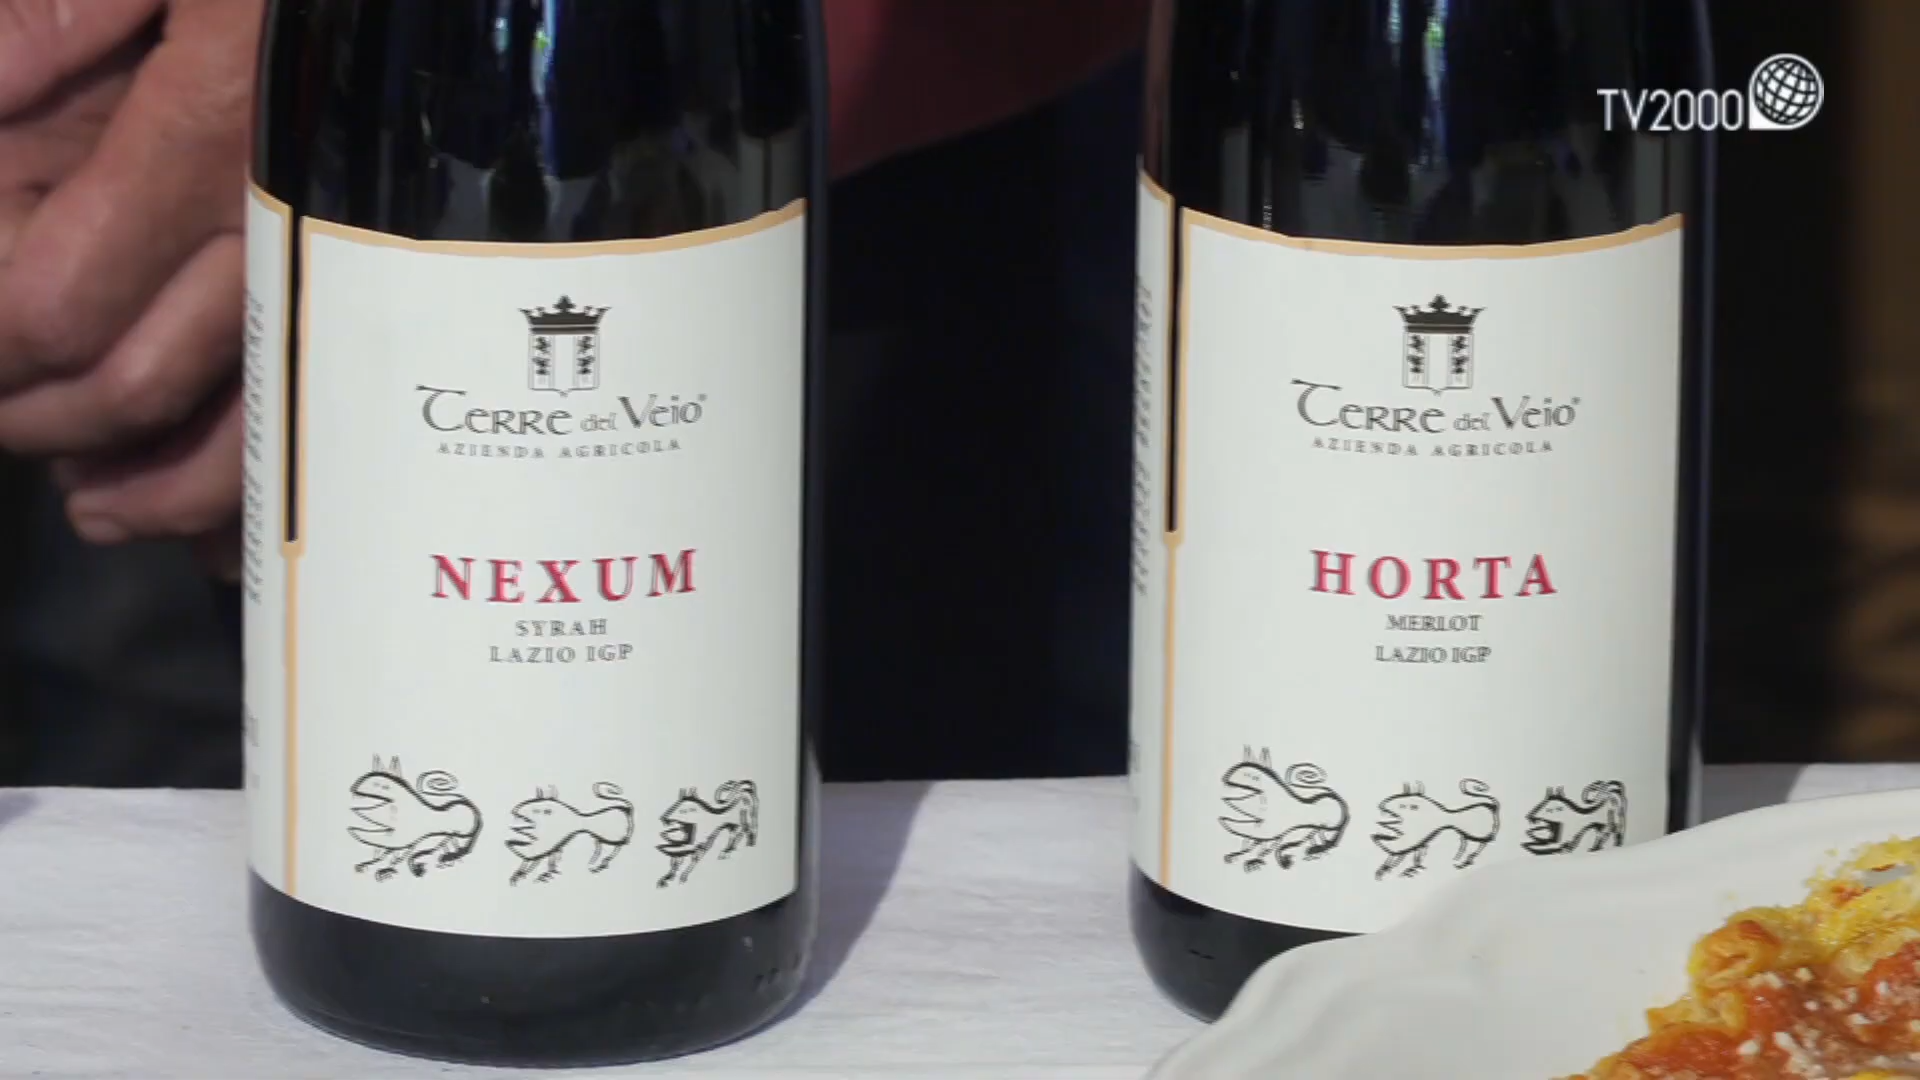 TV2000
Terre del Veio®
AZIENDA AGRICOLA
NEXUM
SYRAH
LAZIO IGP
Terre del Veio®
AZIENDA AGRICOLA
HORTA
MERLOT
LAZIO IGP